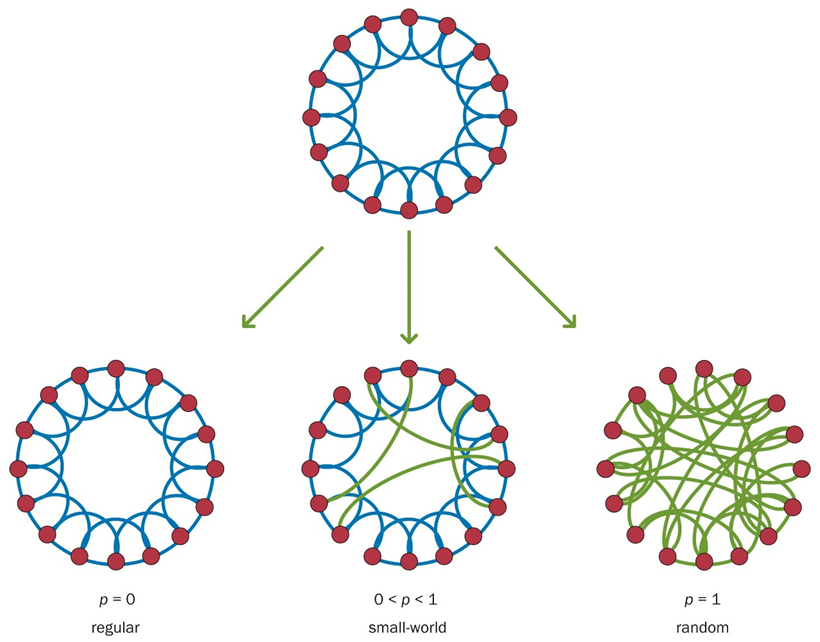 p = 0
0 < p < 1
p = 1
regular
small-world
random